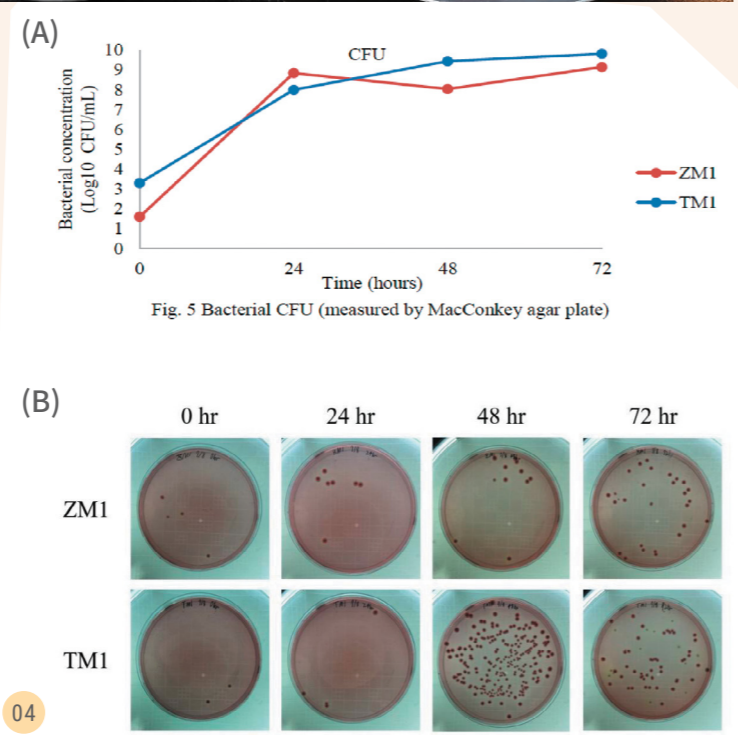 (A)
CFU
Bacterial concentration
(Log10 CFU/mL)
10
9
8
7
6
5
4
3
2
1
0
0 24 48 72
Time (hours)
ZM1
TM1
Fig. 5 Bacterial CFU (measured by MacConkey agar plate)
(B)
0 hr 24 hr 48 hr 72 hr
ZM1
TM1
04